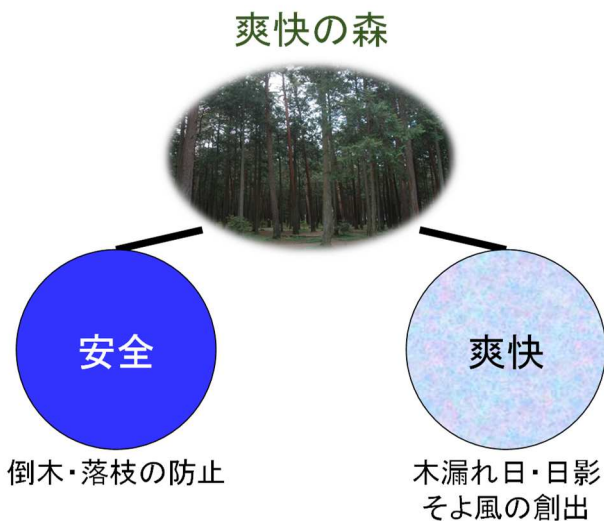 爽快の森
安全
爽快
倒木・落枝の防止
木漏れ日・日影
そよ風の創出